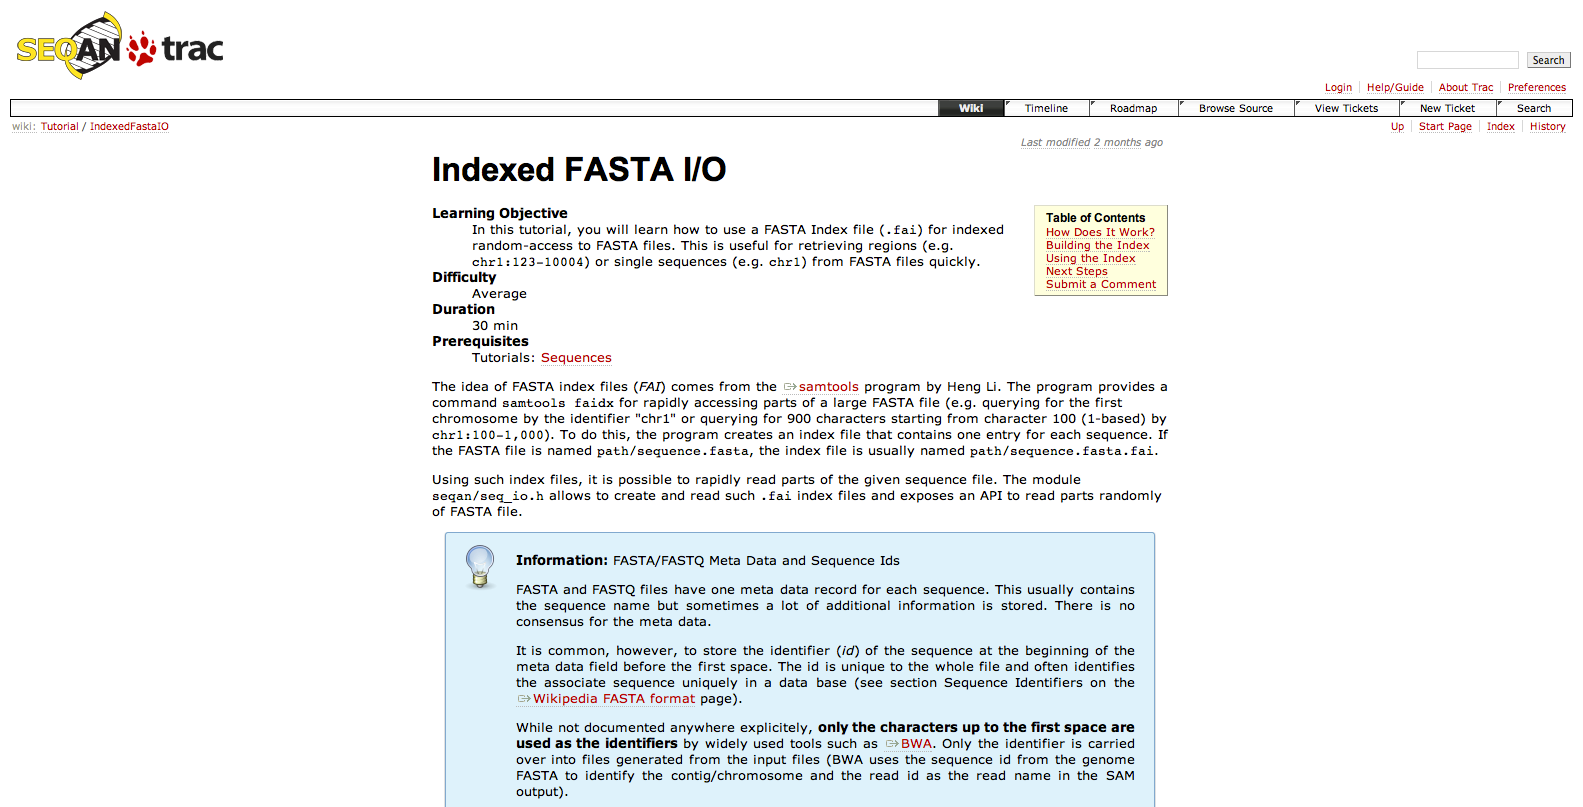 SEQAN trac
Search
Login Help/Guide About Trac Preferences
Wiki Timeline Roadmap Browse Source View Tickets New Ticket Search
wiki: Tutorial / IndexedFastaIO
Up Start Page Index History
Last modified 2 months ago
Indexed FASTA I/O
Learning Objective
In this tutorial, you will learn how to use a FASTA Index file (.fai) for indexed
random-access to FASTA files. This is useful for retrieving regions (e.g.
chr1:123-10004) or single sequences (e.g. chr1) from FASTA files quickly.
Difficulty
Average
Duration
30 min
Prerequisites
Tutorials: Sequences
Table of Contents
How Does It Work?
Building the Index
Using the Index
Next Steps
Submit a Comment
The idea of FASTA index files (FAI) comes from the samtools program by Heng Li. The program provides a
command samtools faidx for rapidly accessing parts of a large FASTA file (e.g. querying for the first
chromosome by the identifier "chr1" or querying for 900 characters starting from character 100 (1-based) by
chr1:100-1,000). To do this, the program creates an index file that contains one entry for each sequence. If
the FASTA file is named path/sequence.fasta, the index file is usually named path/sequence.fasta.fai.
Using such index files, it is possible to rapidly read parts of the given sequence file. The module
seqan/seq_io.h allows to create and read such .fai index files and exposes an API to read parts randomly
of FASTA file.
Information: FASTA/FASTQ Meta Data and Sequence Ids
FASTA and FASTQ files have one meta data record for each sequence. This usually contains
the sequence name but sometimes a lot of additional information is stored. There is no
consensus for the meta data.
It is common, however, to store the identifier (id) of the sequence at the beginning of the
meta data field before the first space. The id is unique to the whole file and often identifies
the associate sequence uniquely in a data base (see section Sequence Identifiers on the
Wikipedia FASTA format page).
While not documented anywhere explicitly, only the characters up to the first space are
used as the identifiers by widely used tools such as BWA. Only the identifier is carried
over into files generated from the input files (BWA uses the sequence id from the genome
FASTA to identify the contig/chromosome and the read id as the read name in the SAM
output).